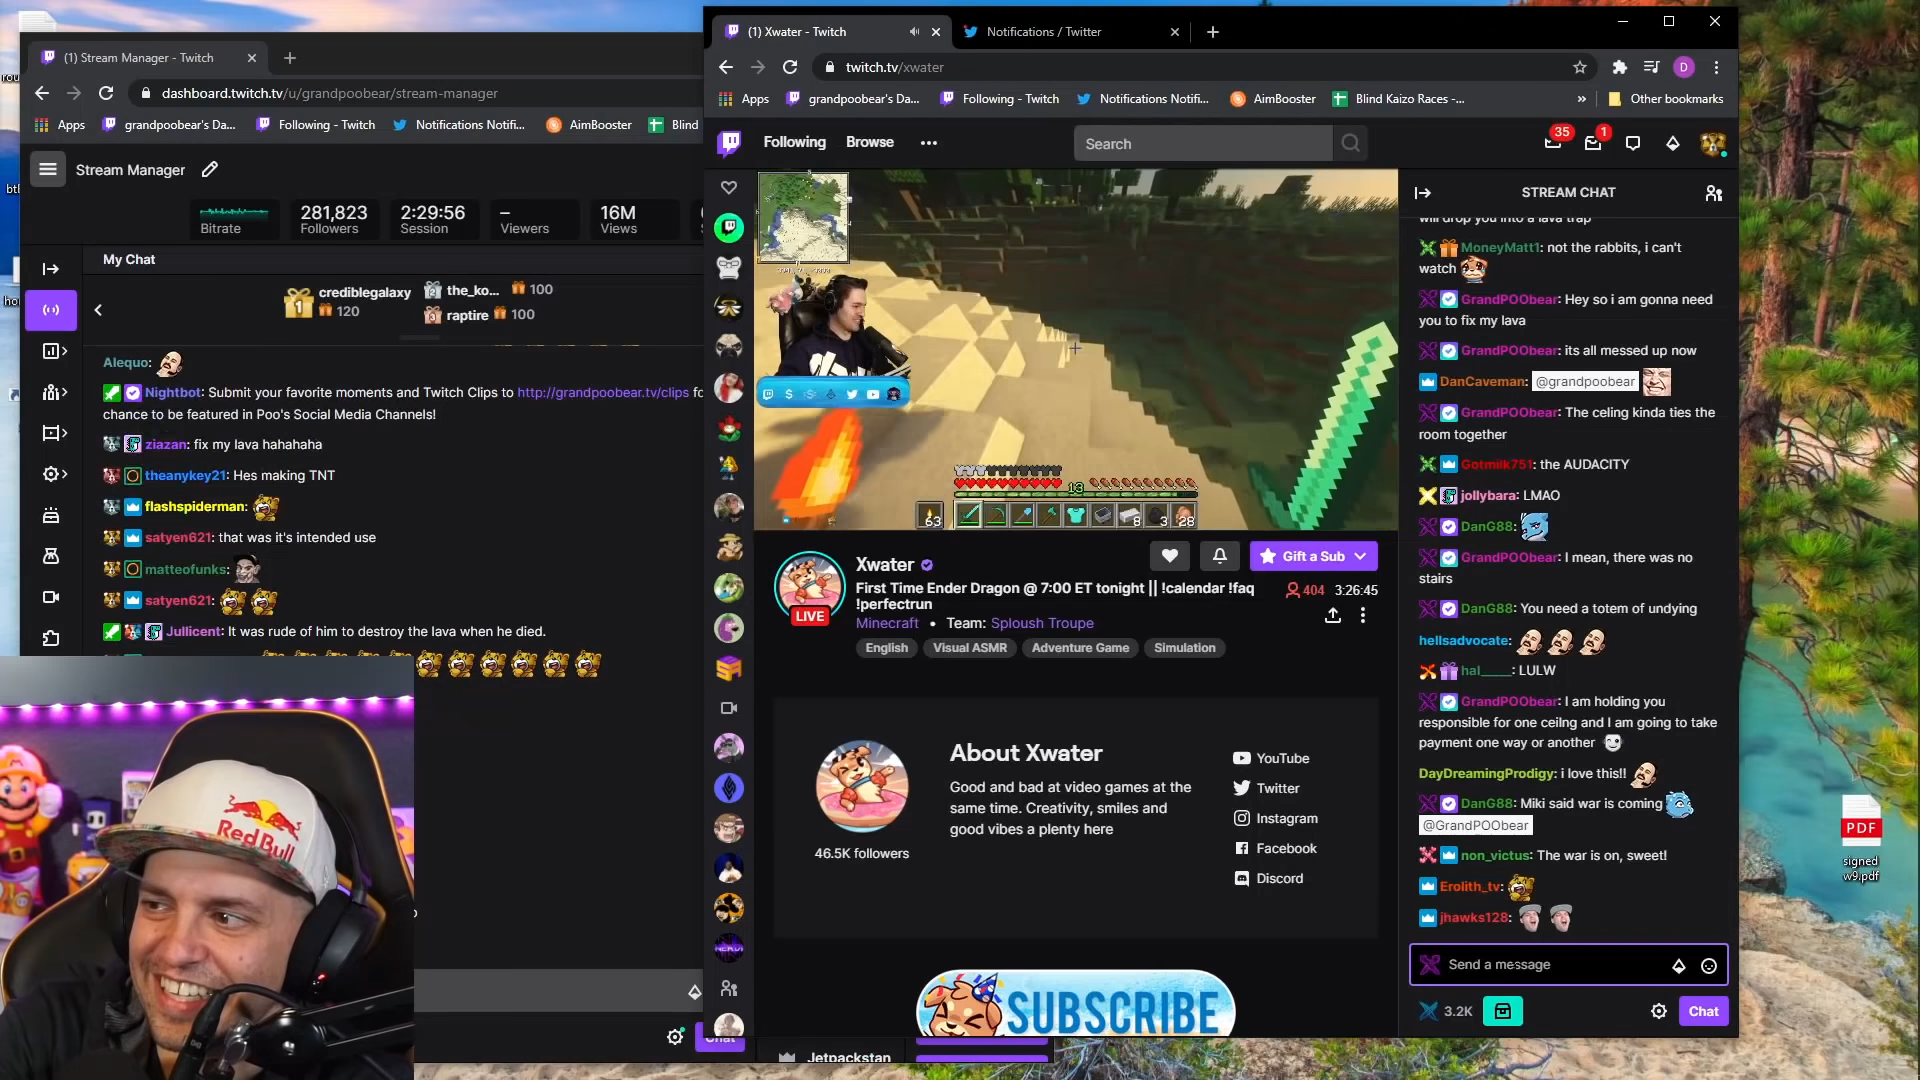 (1) Stream Manager - Twitch
dashboard.twitch.tv/u/grandpoobear/stream-manager
Apps
grandpoobear's Da...
Following - Twitch
Notifications Notifi...
AimBooster
Blind
Stream Manager
281,823
Followers
2:29:56
Session
–
Viewers
16M
Views
Bitrate
My Chat
1
crediblegalaxy
120
the_ko... 100
raptire 100
Alequo:
Nightbot: Submit your favorite moments and Twitch Clips to http://grandpoobear.tv/clips fo
chance to be featured in Poo's Social Media Channels!
ziazan: fix my lava hahahaha
theanykey21: Hes making TNT
flashspiderman:
satyen621: that was it's intended use
matteofunks:
satyen621:
Jullicent: It was rude of him to destroy the lava when he died.
Red Bull
Chat
(1) Xwater - Twitch
Notifications / Twitter
twitch.tv/xwater
D
Apps
grandpoobear's Da...
Following - Twitch
Notifications Notifi...
AimBooster
Blind Kaizo Races -...
»
Other bookmarks
Following
Browse
Search
35
1
13
63
8
3
28
LIVE
Xwater
Gift a Sub
First Time Ender Dragon @ 7:00 ET tonight || !calendar !faq
!perfectrun
404
3:26:45
Minecraft • Team: Sploush Troupe
English
Visual ASMR
Adventure Game
Simulation
About Xwater
Good and bad at video games at the
same time. Creativity, smiles and
good vibes a plenty here
46.5K followers
YouTube
Twitter
Instagram
Facebook
Discord
SUBSCRIBE
Jetpackstan
STREAM CHAT
will drop you into a lava trap
MoneyMatt1: not the rabbits, i can't
watch
GrandPOObear: Hey so i am gonna need
you to fix my lava
GrandPOObear: its all messed up now
DanCaveman: @grandpoobear
GrandPOObear: The celing kinda ties the
room together
Gotmilk751: the AUDACITY
jollybara: LMAO
DanG88:
GrandPOObear: I mean, there was no
stairs
DanG88: You need a totem of undying
hellsadvocate:
hal_____: LULW
GrandPOObear: I am holding you
responsible for one ceilng and I am going to take
payment one way or another
DayDreamingProdigy: i love this!!
DanG88: Miki said war is coming
@GrandPOObear
non_victus: The war is on, sweet!
Erolith_tv:
jhawks128:
Send a message
3.2K
Chat
PDF
signed
w9.pdf